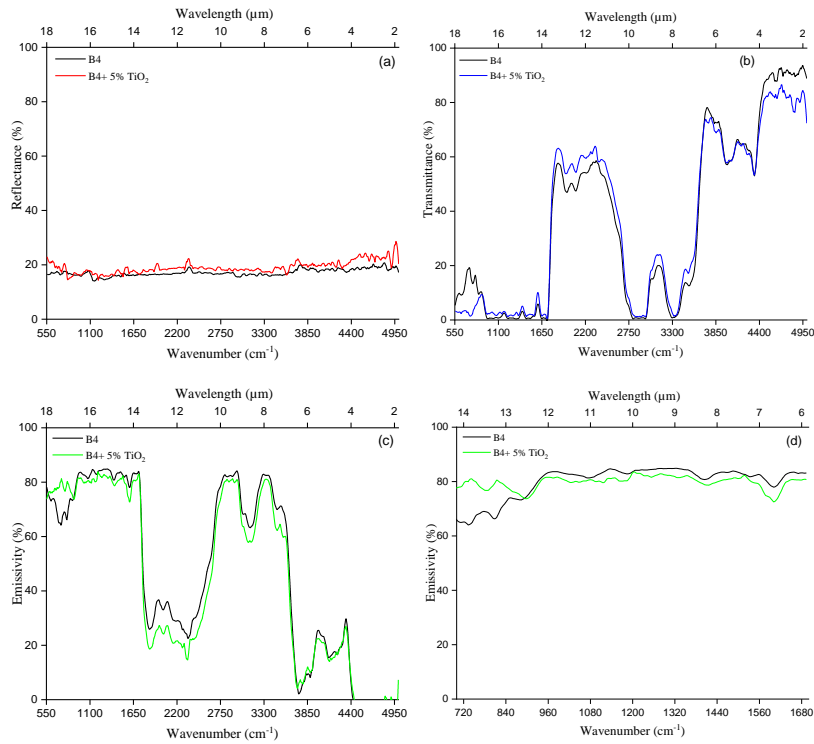 Wavelength (µm)
18 16 14 12 10 8 6 4 2
100
80
60
40
20
0
Reflectance (%)
B4
B4+ 5% TiO₂
(a)
550 1100 1650 2200 2750 3300 3850 4400 4950
Wavenumber (cm⁻¹)
Wavelength (µm)
18 16 14 12 10 8 6 4 2
100
80
60
40
20
0
Transmittance (%)
B4
B4+ 5% TiO₂
(b)
550 1100 1650 2200 2750 3300 3850 4400 4950
Wavenumber (cm⁻¹)
Wavelength (µm)
18 16 14 12 10 8 6 4 2
100
80
60
40
20
0
Emissivity (%)
B4
B4+ 5% TiO₂
(c)
550 1100 1650 2200 2750 3300 3850 4400 4950
Wavenumber (cm⁻¹)
Wavelength (µm)
14 13 12 11 10 9 8 7 6
100
80
60
40
20
0
Emissivity (%)
B4
B4+ 5% TiO₂
(d)
720 840 960 1080 1200 1320 1440 1560 1680
Wavenumber (cm⁻¹)